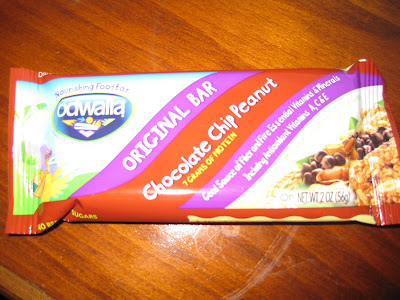 Nourishing Food for
Odwalla
ORIGINAL BAR
Chocolate Chip Peanut
7 GRAMS OF PROTEIN
Good Source of Fiber and Five Essential Vitamins & Minerals
Including Antioxidant Vitamins A, C & E
NET WT. 2 OZ (56g)
SUGARS